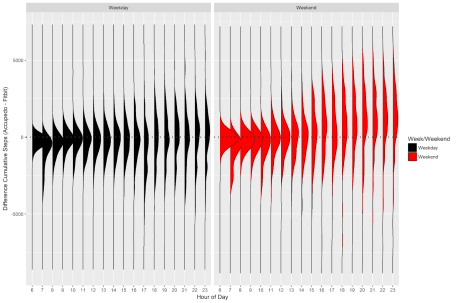 Weekday Weekend
Difference Cumulative Steps (Accupedo - Fitbit)
5000
0
-5000
6 7 8 9 10 11 12 13 14 15 16 17 18 19 20 21 22 23 6 7 8 9 10 11 12 13 14 15 16 17 18 19 20 21 22 23
Hour of Day
Week/Weekend
Weekday
Weekend